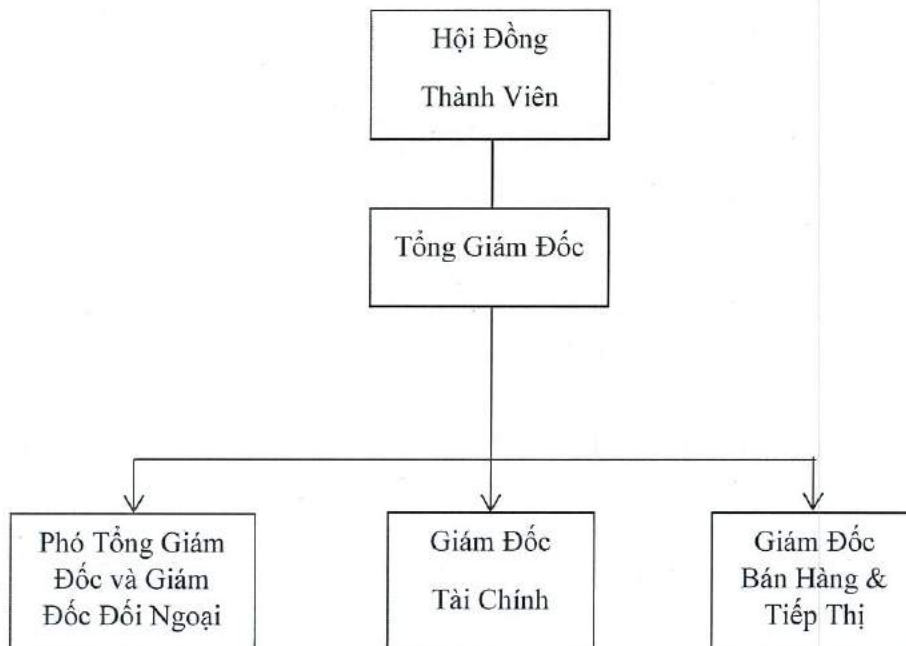 Hội Đồng
Thành Viên
Tổng Giám Đốc
Phó Tổng Giám
Đốc và Giám
Đốc Đối Ngoại
Giám Đốc
Tài Chính
Giám Đốc
Bán Hàng &
Tiếp Thị